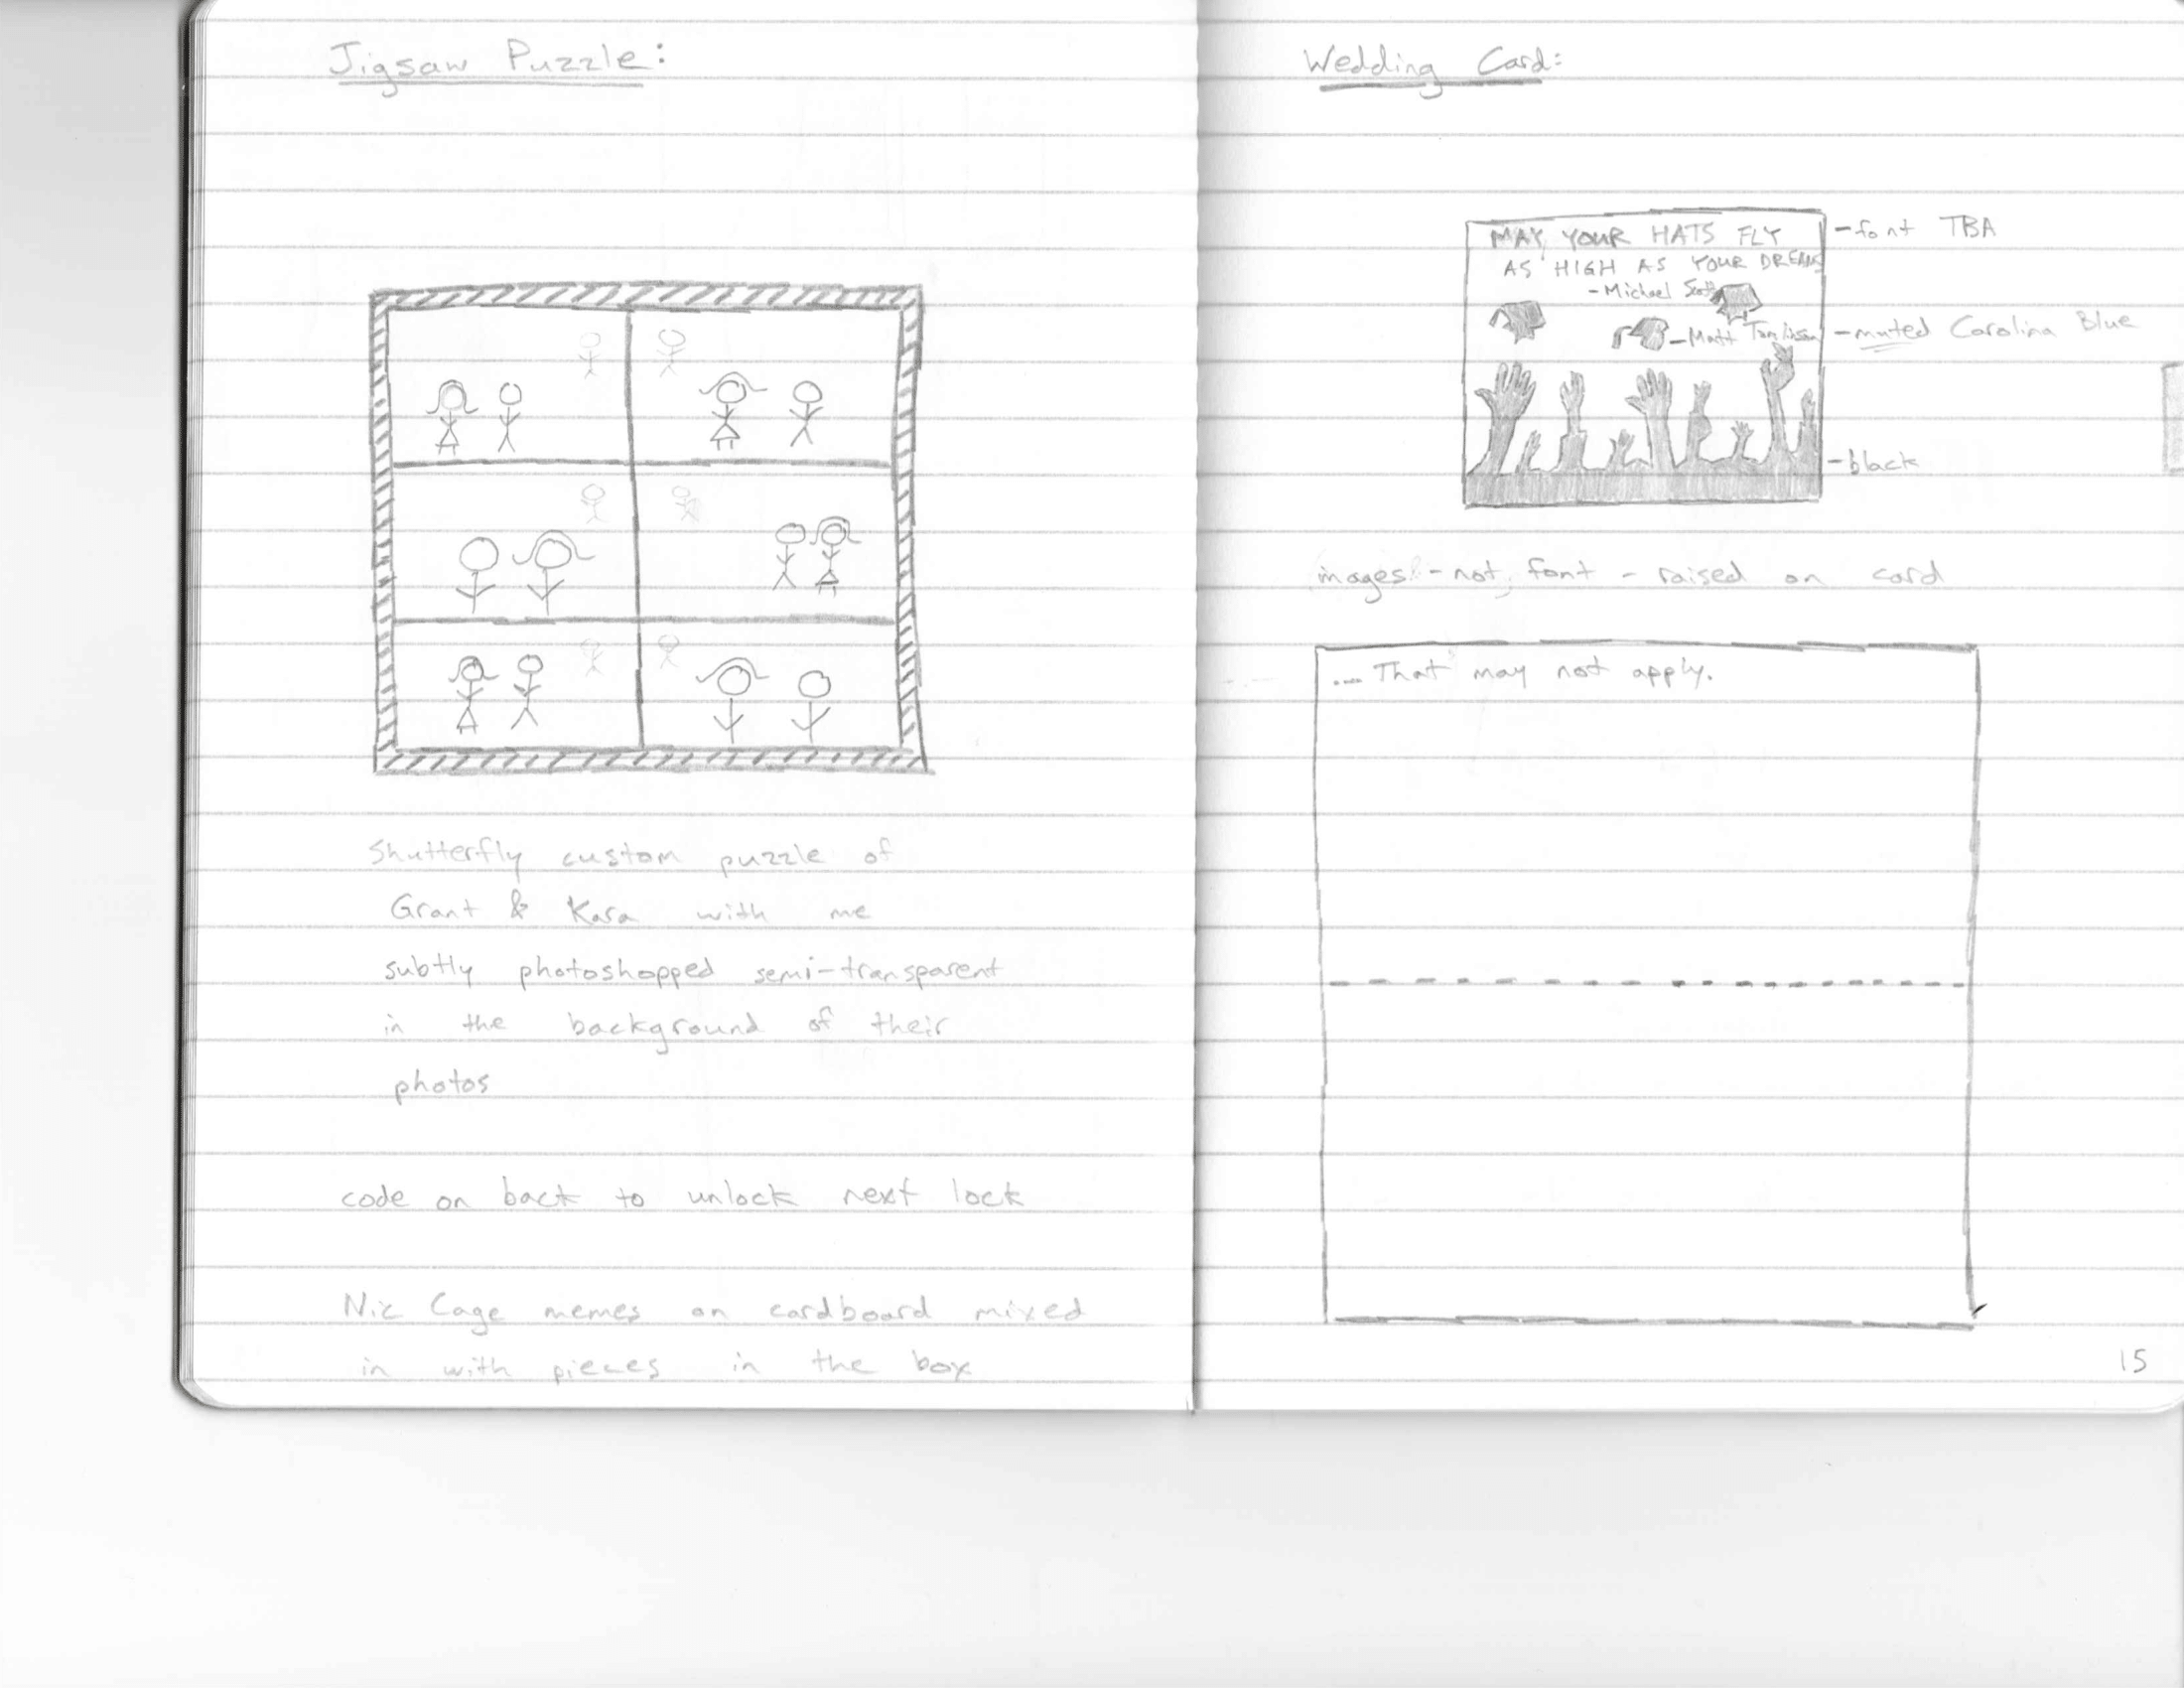 Jigsaw Puzzle:
Shutterfly custom puzzle of
Grant & Kara with me
subtly photoshopped semi-transparent
in the background of their
photos
code on back to unlock next lock
Nic Cage memes on cardboard mixed
in with pieces in the box
Wedding Card:
MAY YOUR HATS FLY
AS HIGH AS YOUR DREAMS
-Michael Scott
-Matt Tomlinson
-font TBA
-muted Carolina Blue
-black
images - not font - raised on card
... That may not apply.
15